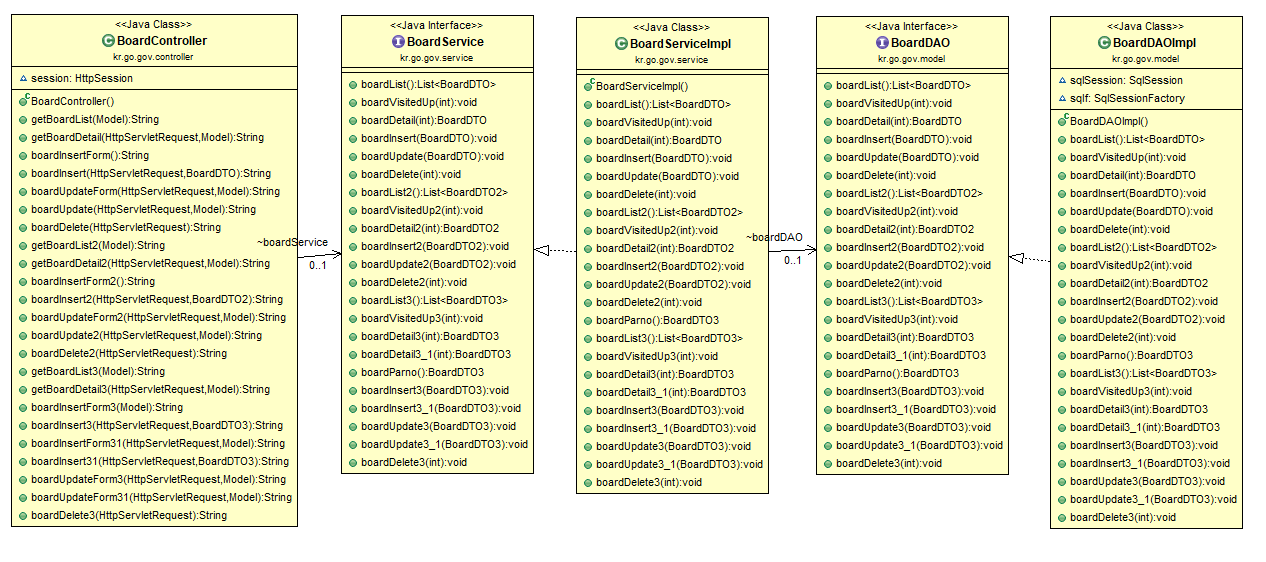 <<Java Class>>
BoardController
kr.go.gov.controller
session: HttpSession
BoardController()
getBoardList(Model):String
getBoardDetail(HttpServletRequest,Model):String
boardInsertForm():String
boardInsert(HttpServletRequest,BoardDTO):String
boardUpdateForm(HttpServletRequest,Model):String
boardUpdate(HttpServletRequest,Model):String
boardDelete(HttpServletRequest):String
getBoardList2(Model):String
getBoardDetail2(HttpServletRequest,Model):String
boardInsertForm2():String
boardInsert2(HttpServletRequest,BoardDTO2):String
boardUpdateForm2(HttpServletRequest,Model):String
boardUpdate2(HttpServletRequest,Model):String
boardDelete2(HttpServletRequest):String
getBoardList3(Model):String
getBoardDetail3(HttpServletRequest,Model):String
boardInsertForm3(Model):String
boardInsert3(HttpServletRequest,BoardDTO3):String
boardInsertForm31(HttpServletRequest,Model):String
boardInsert31(HttpServletRequest,BoardDTO3):String
boardUpdateForm3(HttpServletRequest,Model):String
boardUpdateForm31(HttpServletRequest,Model):String
boardDelete3(HttpServletRequest):String
~boardService
0..1
<<Java Interface>>
BoardService
kr.go.gov.service
boardList():List<BoardDTO>
boardVisitedUp(int):void
boardDetail(int):BoardDTO
boardInsert(BoardDTO):void
boardUpdate(BoardDTO):void
boardDelete(int):void
boardList2():List<BoardDTO2>
boardVisitedUp2(int):void
boardDetail2(int):BoardDTO2
boardInsert2(BoardDTO2):void
boardUpdate2(BoardDTO2):void
boardDelete2(int):void
boardList3():List<BoardDTO3>
boardVisitedUp3(int):void
boardDetail3(int):BoardDTO3
boardDetail3_1(int):BoardDTO3
boardParno():BoardDTO3
boardInsert3(BoardDTO3):void
boardInsert3_1(BoardDTO3):void
boardUpdate3(BoardDTO3):void
boardUpdate3_1(BoardDTO3):void
boardDelete3(int):void
<<Java Class>>
BoardServiceImpl
kr.go.gov.service
BoardServiceImpl()
boardList():List<BoardDTO>
boardVisitedUp(int):void
boardDetail(int):BoardDTO
boardInsert(BoardDTO):void
boardUpdate(BoardDTO):void
boardDelete(int):void
boardList2():List<BoardDTO2>
boardVisitedUp2(int):void
boardDetail2(int):BoardDTO2
boardInsert2(BoardDTO2):void
boardUpdate2(BoardDTO2):void
boardDelete2(int):void
boardParno():BoardDTO3
boardList3():List<BoardDTO3>
boardVisitedUp3(int):void
boardDetail3(int):BoardDTO3
boardDetail3_1(int):BoardDTO3
boardInsert3(BoardDTO3):void
boardInsert3_1(BoardDTO3):void
boardUpdate3(BoardDTO3):void
boardUpdate3_1(BoardDTO3):void
boardDelete3(int):void
~boardDAO
0..1
<<Java Interface>>
BoardDAO
kr.go.gov.model
boardList():List<BoardDTO>
boardVisitedUp(int):void
boardDetail(int):BoardDTO
boardInsert(BoardDTO):void
boardUpdate(BoardDTO):void
boardDelete(int):void
boardList2():List<BoardDTO2>
boardVisitedUp2(int):void
boardDetail2(int):BoardDTO2
boardInsert2(BoardDTO2):void
boardUpdate2(BoardDTO2):void
boardDelete2(int):void
boardList3():List<BoardDTO3>
boardVisitedUp3(int):void
boardDetail3(int):BoardDTO3
boardDetail3_1(int):BoardDTO3
boardParno():BoardDTO3
boardInsert3(BoardDTO3):void
boardInsert3_1(BoardDTO3):void
boardUpdate3(BoardDTO3):void
boardUpdate3_1(BoardDTO3):void
boardDelete3(int):void
<<Java Class>>
BoardDAOImpl
kr.go.gov.model
sqlSession: SqlSession
sqlf: SqlSessionFactory
BoardDAOImpl()
boardList():List<BoardDTO>
boardVisitedUp(int):void
boardDetail(int):BoardDTO
boardInsert(BoardDTO):void
boardUpdate(BoardDTO):void
boardDelete(int):void
boardList2():List<BoardDTO2>
boardVisitedUp2(int):void
boardDetail2(int):BoardDTO2
boardInsert2(BoardDTO2):void
boardUpdate2(BoardDTO2):void
boardDelete2(int):void
boardParno():BoardDTO3
boardList3():List<BoardDTO3>
boardVisitedUp3(int):void
boardDetail3(int):BoardDTO3
boardDetail3_1(int):BoardDTO3
boardInsert3(BoardDTO3):void
boardInsert3_1(BoardDTO3):void
boardUpdate3(BoardDTO3):void
boardUpdate3_1(BoardDTO3):void
boardDelete3(int):void